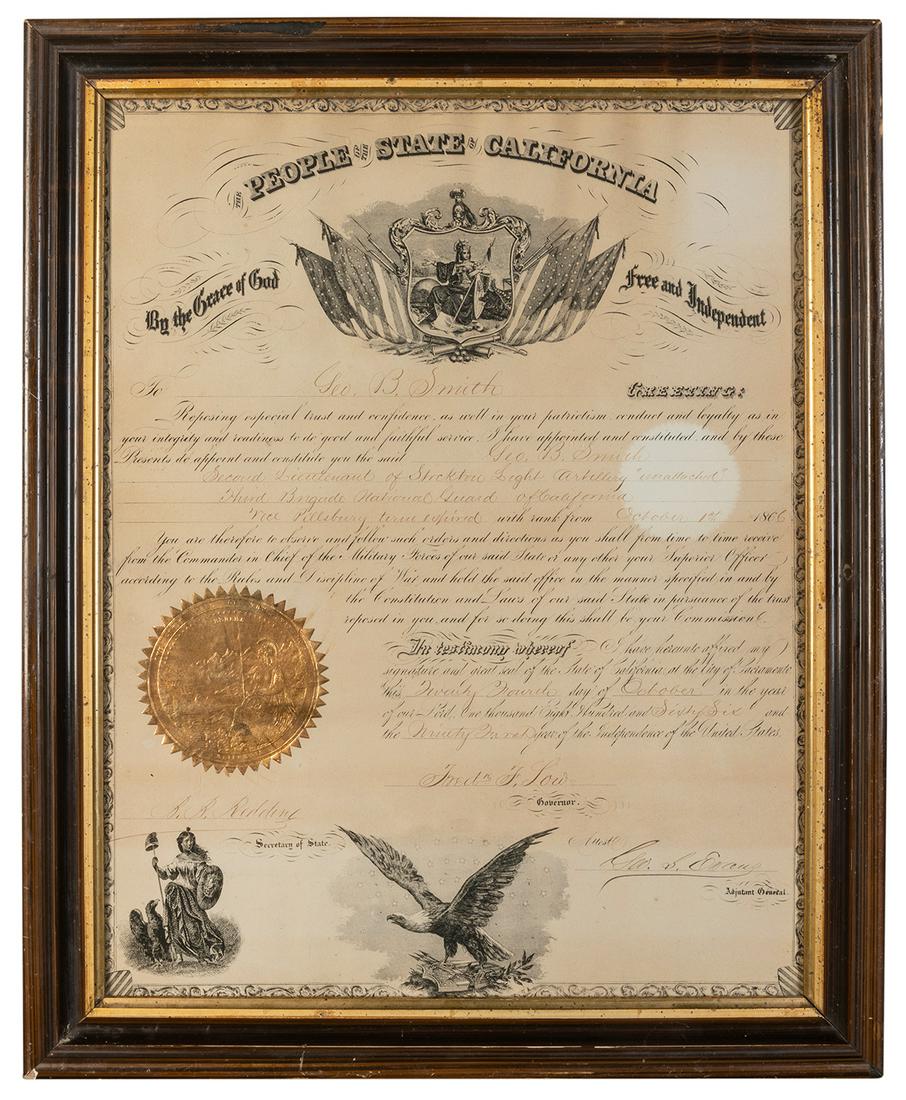 THE PEOPLE OF THE STATE OF CALIFORNIA
By the Grace of God
Free and Independent
To Geo. B. Smith GREETING:
Reposing especial trust and confidence, as well in your patriotism, conduct and loyalty as in
your integrity and readiness to do good and faithful service. I have appointed and constituted, and by these
Presents do appoint and constitute you the said Geo. B. Smith
Second Lieutenant of Stockton Light Artillery "unattached"
Third Brigade National Guard of California
Vice Pillsbury term expired with rank from October 1st 1866.
You are therefore to observe and follow such orders and directions as you shall from time to time receive
from the Commander in Chief of the Military Forces of our said State or any other your Superior Officer
according to the Rules and Discipline of War, and hold the said office in the manner specified in and by
the Constitution and Laws of our said State in pursuance of the trust
reposed in you, and for so doing this shall be your Commission.
In testimony whereof I have hereunto affixed my
signature and great seal of the State of California, at the City of Sacramento
this Twenty Fourth day of October in the year
of our Lord, one thousand Eight Hundred and Sixty Six and
the Ninety First year of the Independence of the United States.
Fredk F. Low
Governor.
B. B. Redding
Secretary of State.
Attest
Geo. S. Evans
Adjutant General.